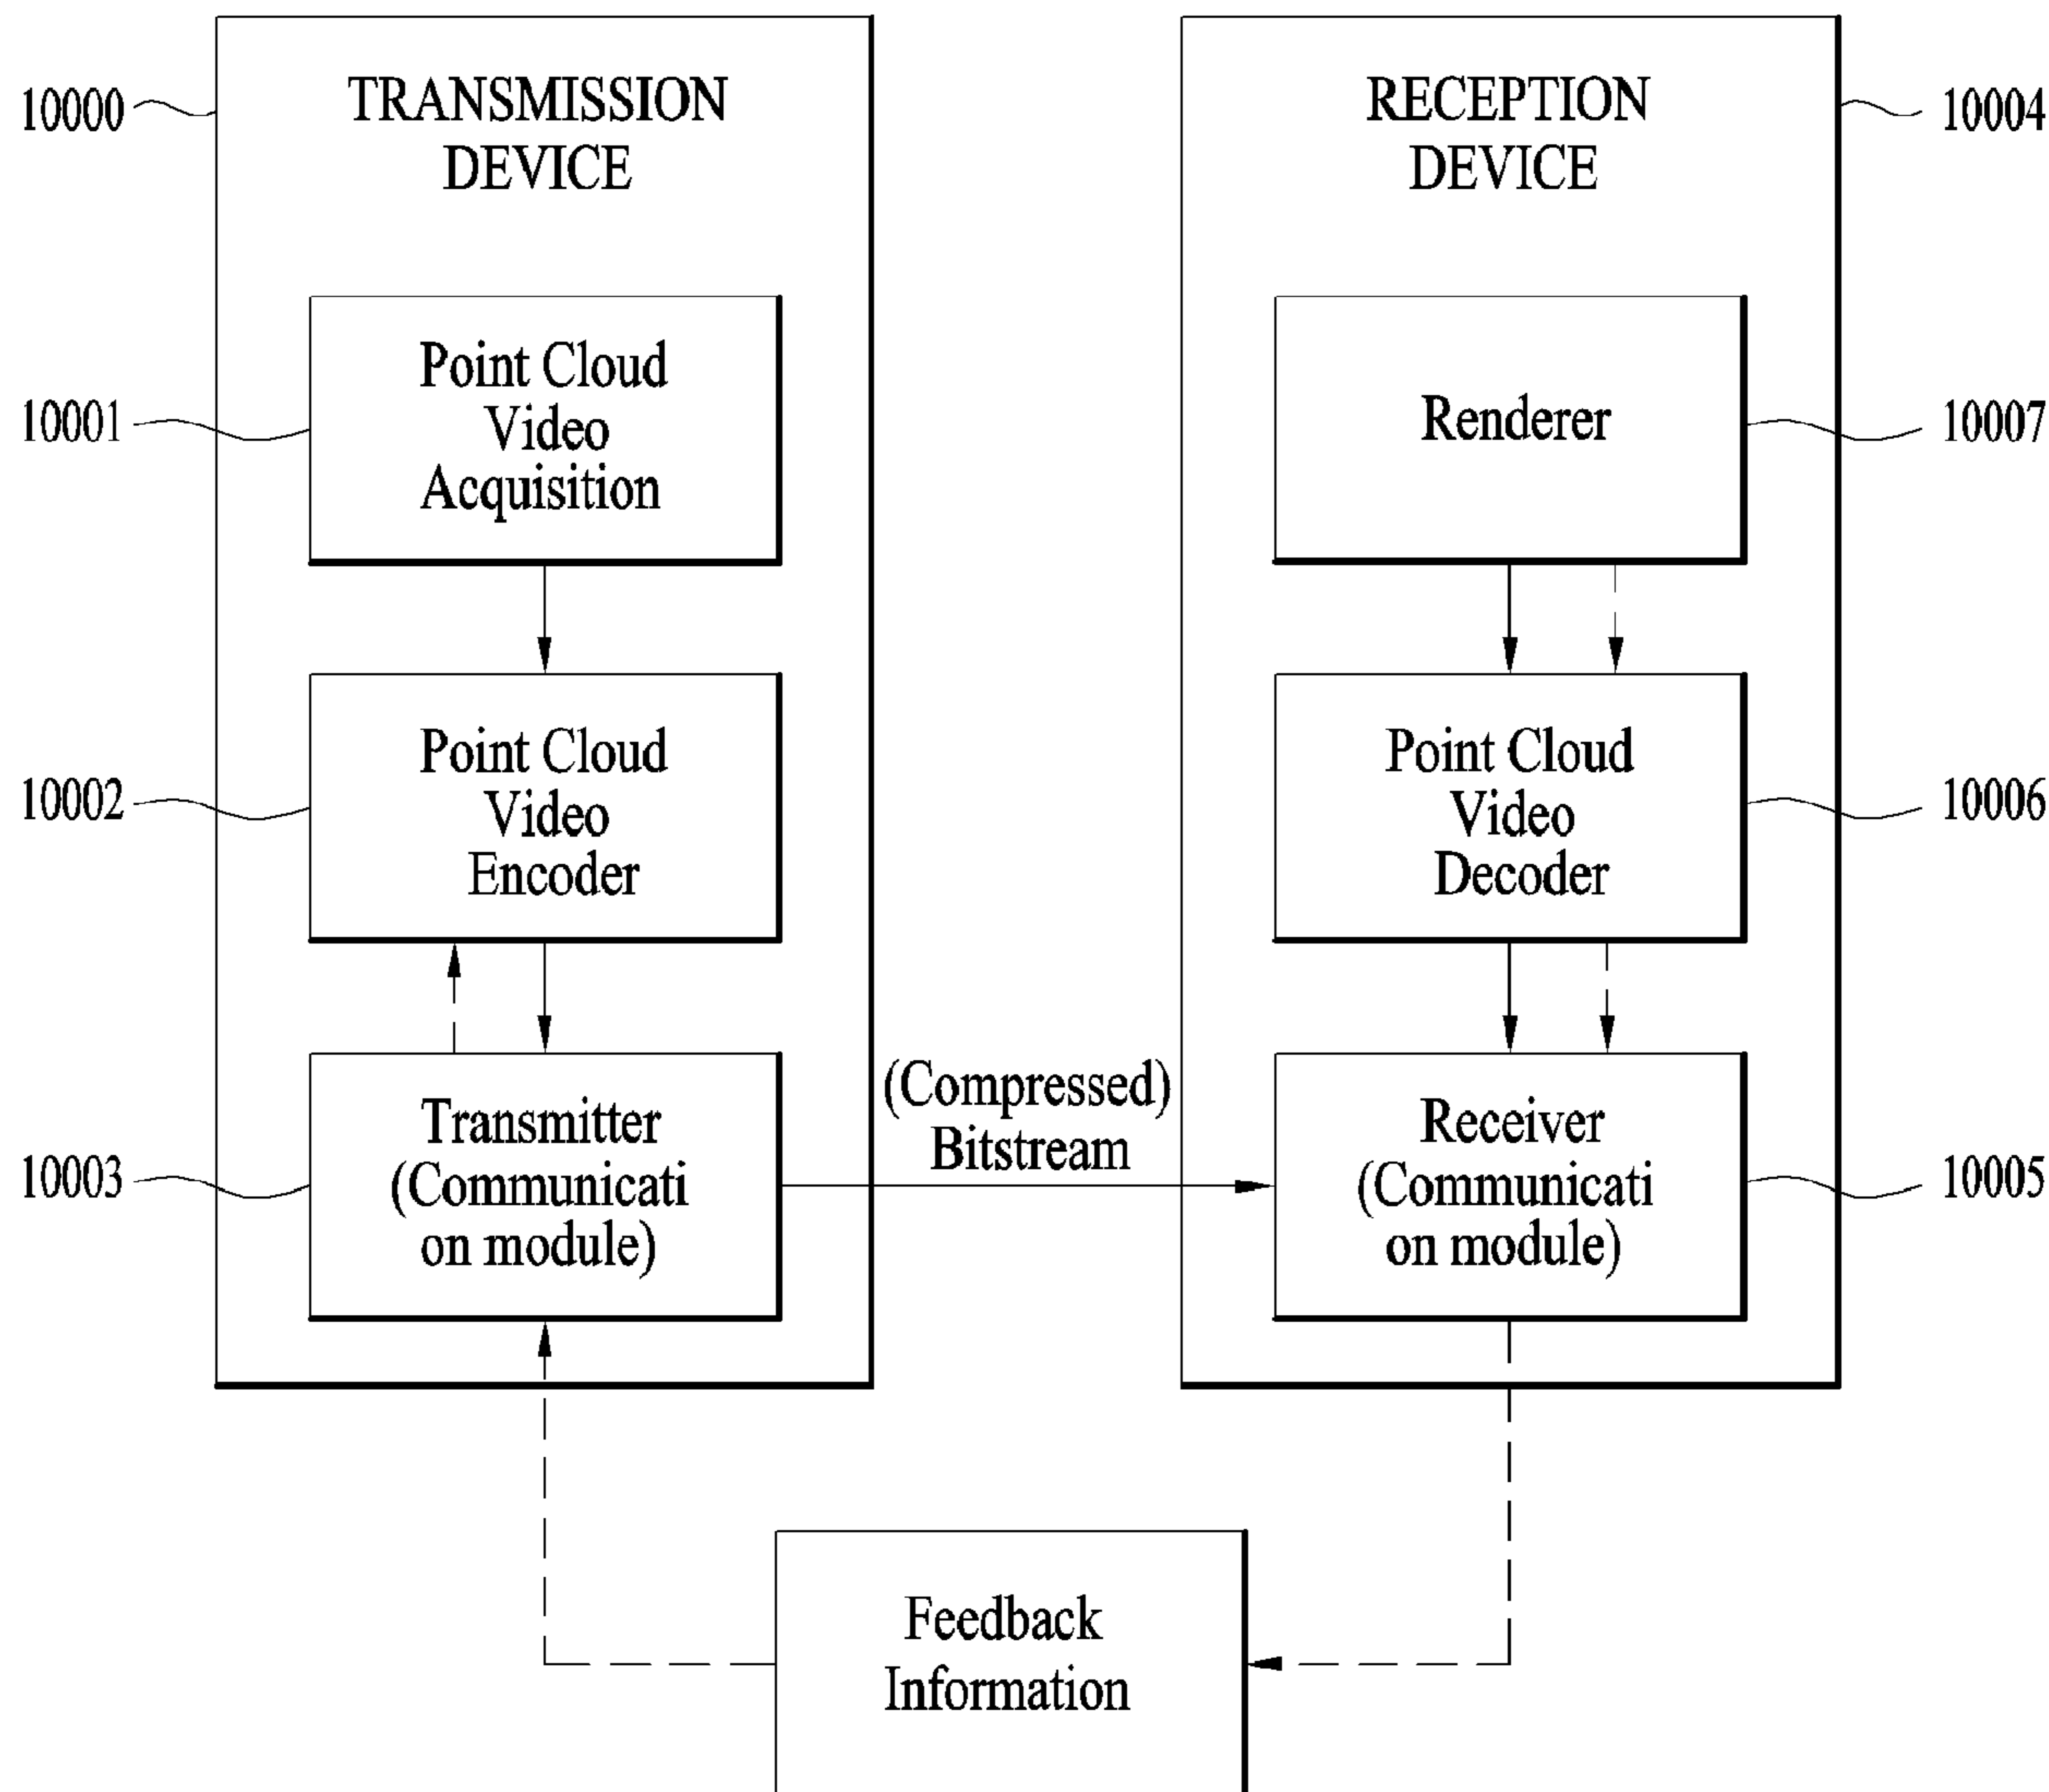 10000
TRANSMISSION
DEVICE
10001
Point Cloud
Video
Acquisition
10002
Point Cloud
Video
Encoder
10003
Transmitter
(Communicati
on module)
(Compressed)
Bitstream
RECEPTION
DEVICE
10004
Renderer
10007
Point Cloud
Video
Decoder
10006
Receiver
(Communicati
on module)
10005
Feedback
Information